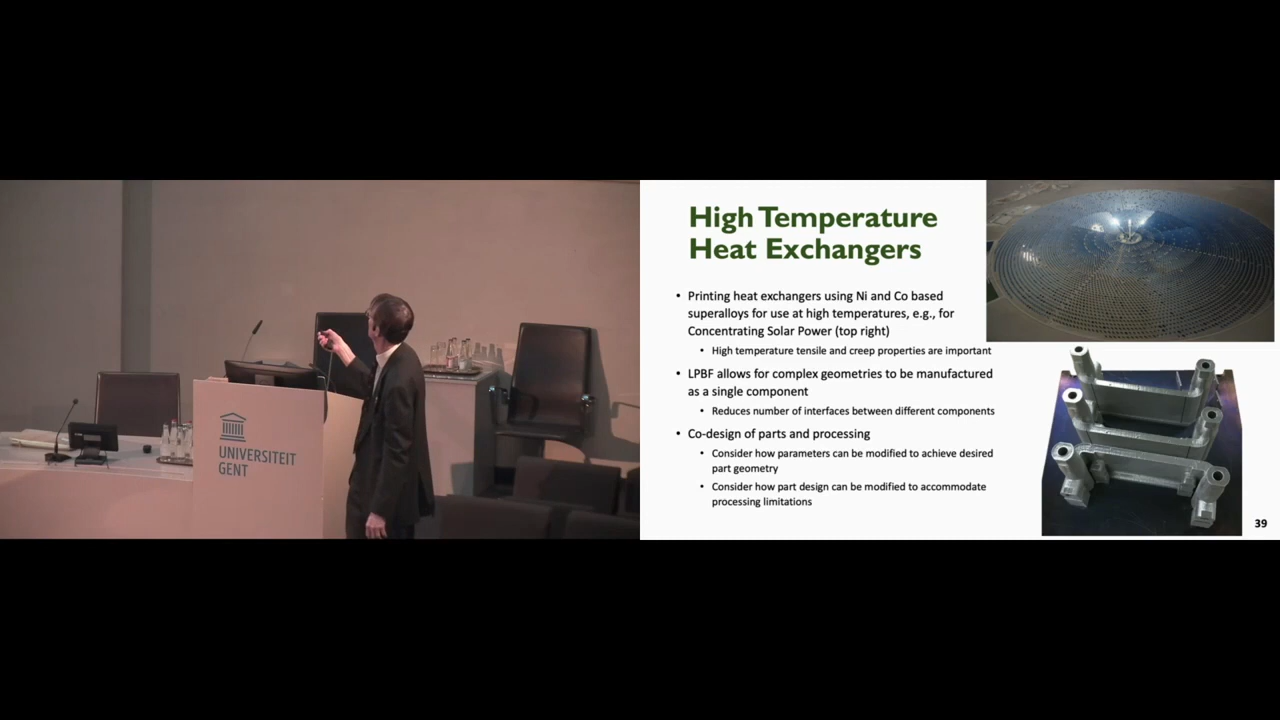 UNIVERSITEIT
GENT
High Temperature
Heat Exchangers
• Printing heat exchangers using Ni and Co based
superalloys for use at high temperatures, e.g., for
Concentrating Solar Power (top right)
• High temperature tensile and creep properties are important
• LPBF allows for complex geometries to be manufactured
as a single component
• Reduces number of interfaces between different components
• Co-design of parts and processing
• Consider how parameters can be modified to achieve desired
part geometry
• Consider how part design can be modified to accommodate
processing limitations
39